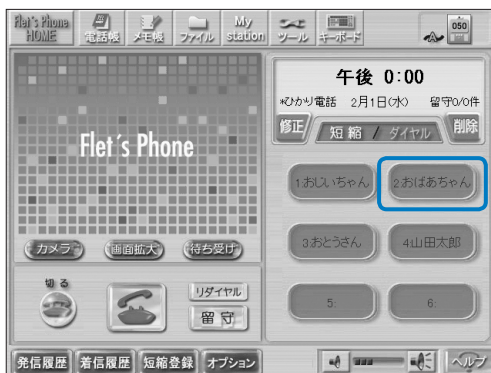 Flet's Phone HOME
電話帳
メモ帳
ファイル
My station
ツール
キーボード
050
午後 0:00
*ひかり電話 2月1日(水) 留守0/0件
修正 短縮 / ダイヤル 削除
Flet's Phone
1:おじいちゃん 2:おばあちゃん
3:おとうさん 4:山田太郎
5: 6:
カメラ 画面拡大 待ち受け
切る
リダイヤル
留守
発信履歴 着信履歴 短縮登録 オプション ヘルプ